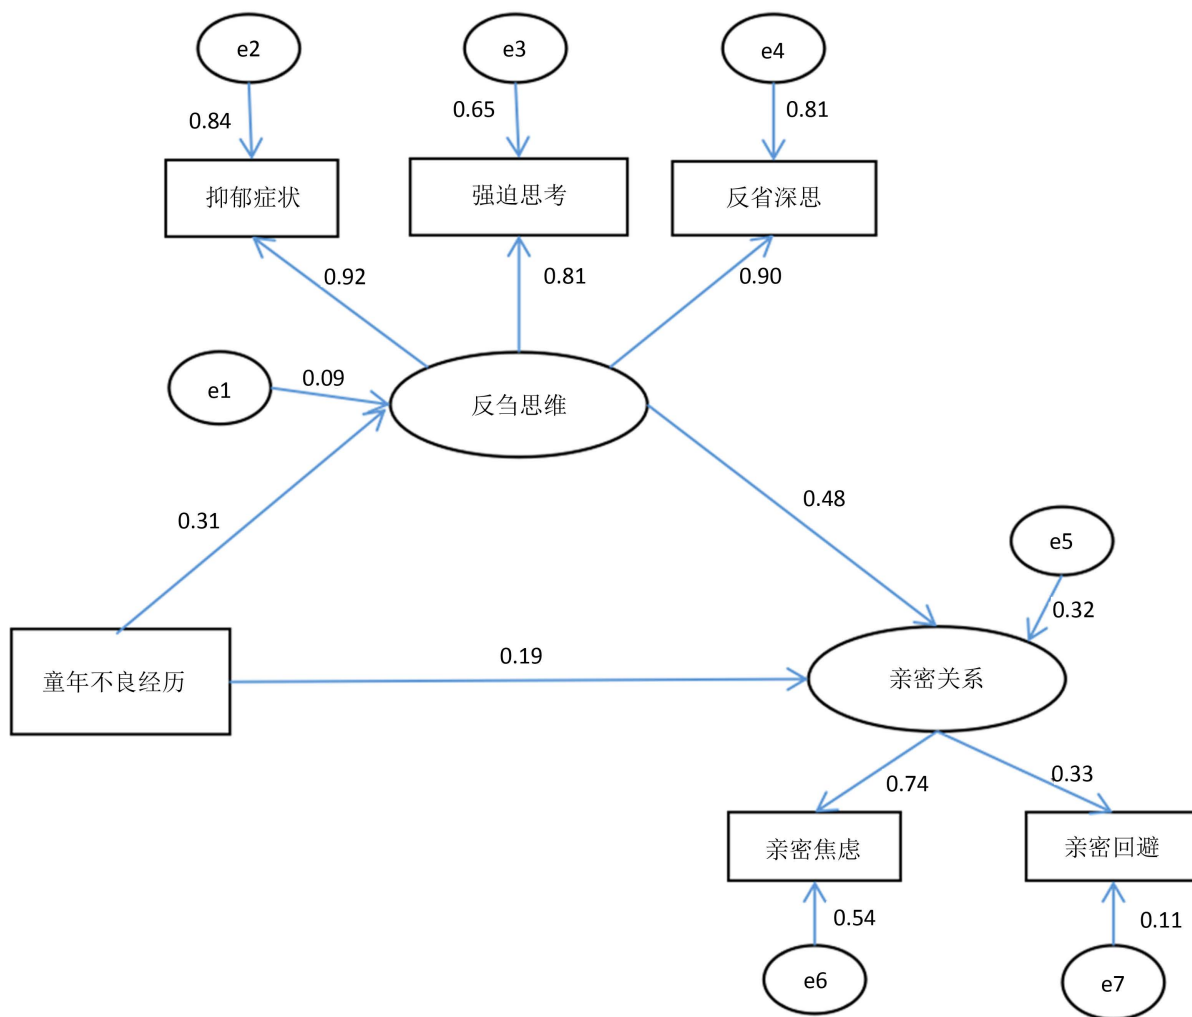 e2
e3
e4
0.84
0.65
0.81
抑郁症状
强迫思考
反省深思
0.92
0.81
0.90
e1
0.09
反刍思维
0.31
0.48
e5
0.32
童年不良经历
0.19
亲密关系
0.74
0.33
亲密焦虑
亲密回避
0.54
0.11
e6
e7